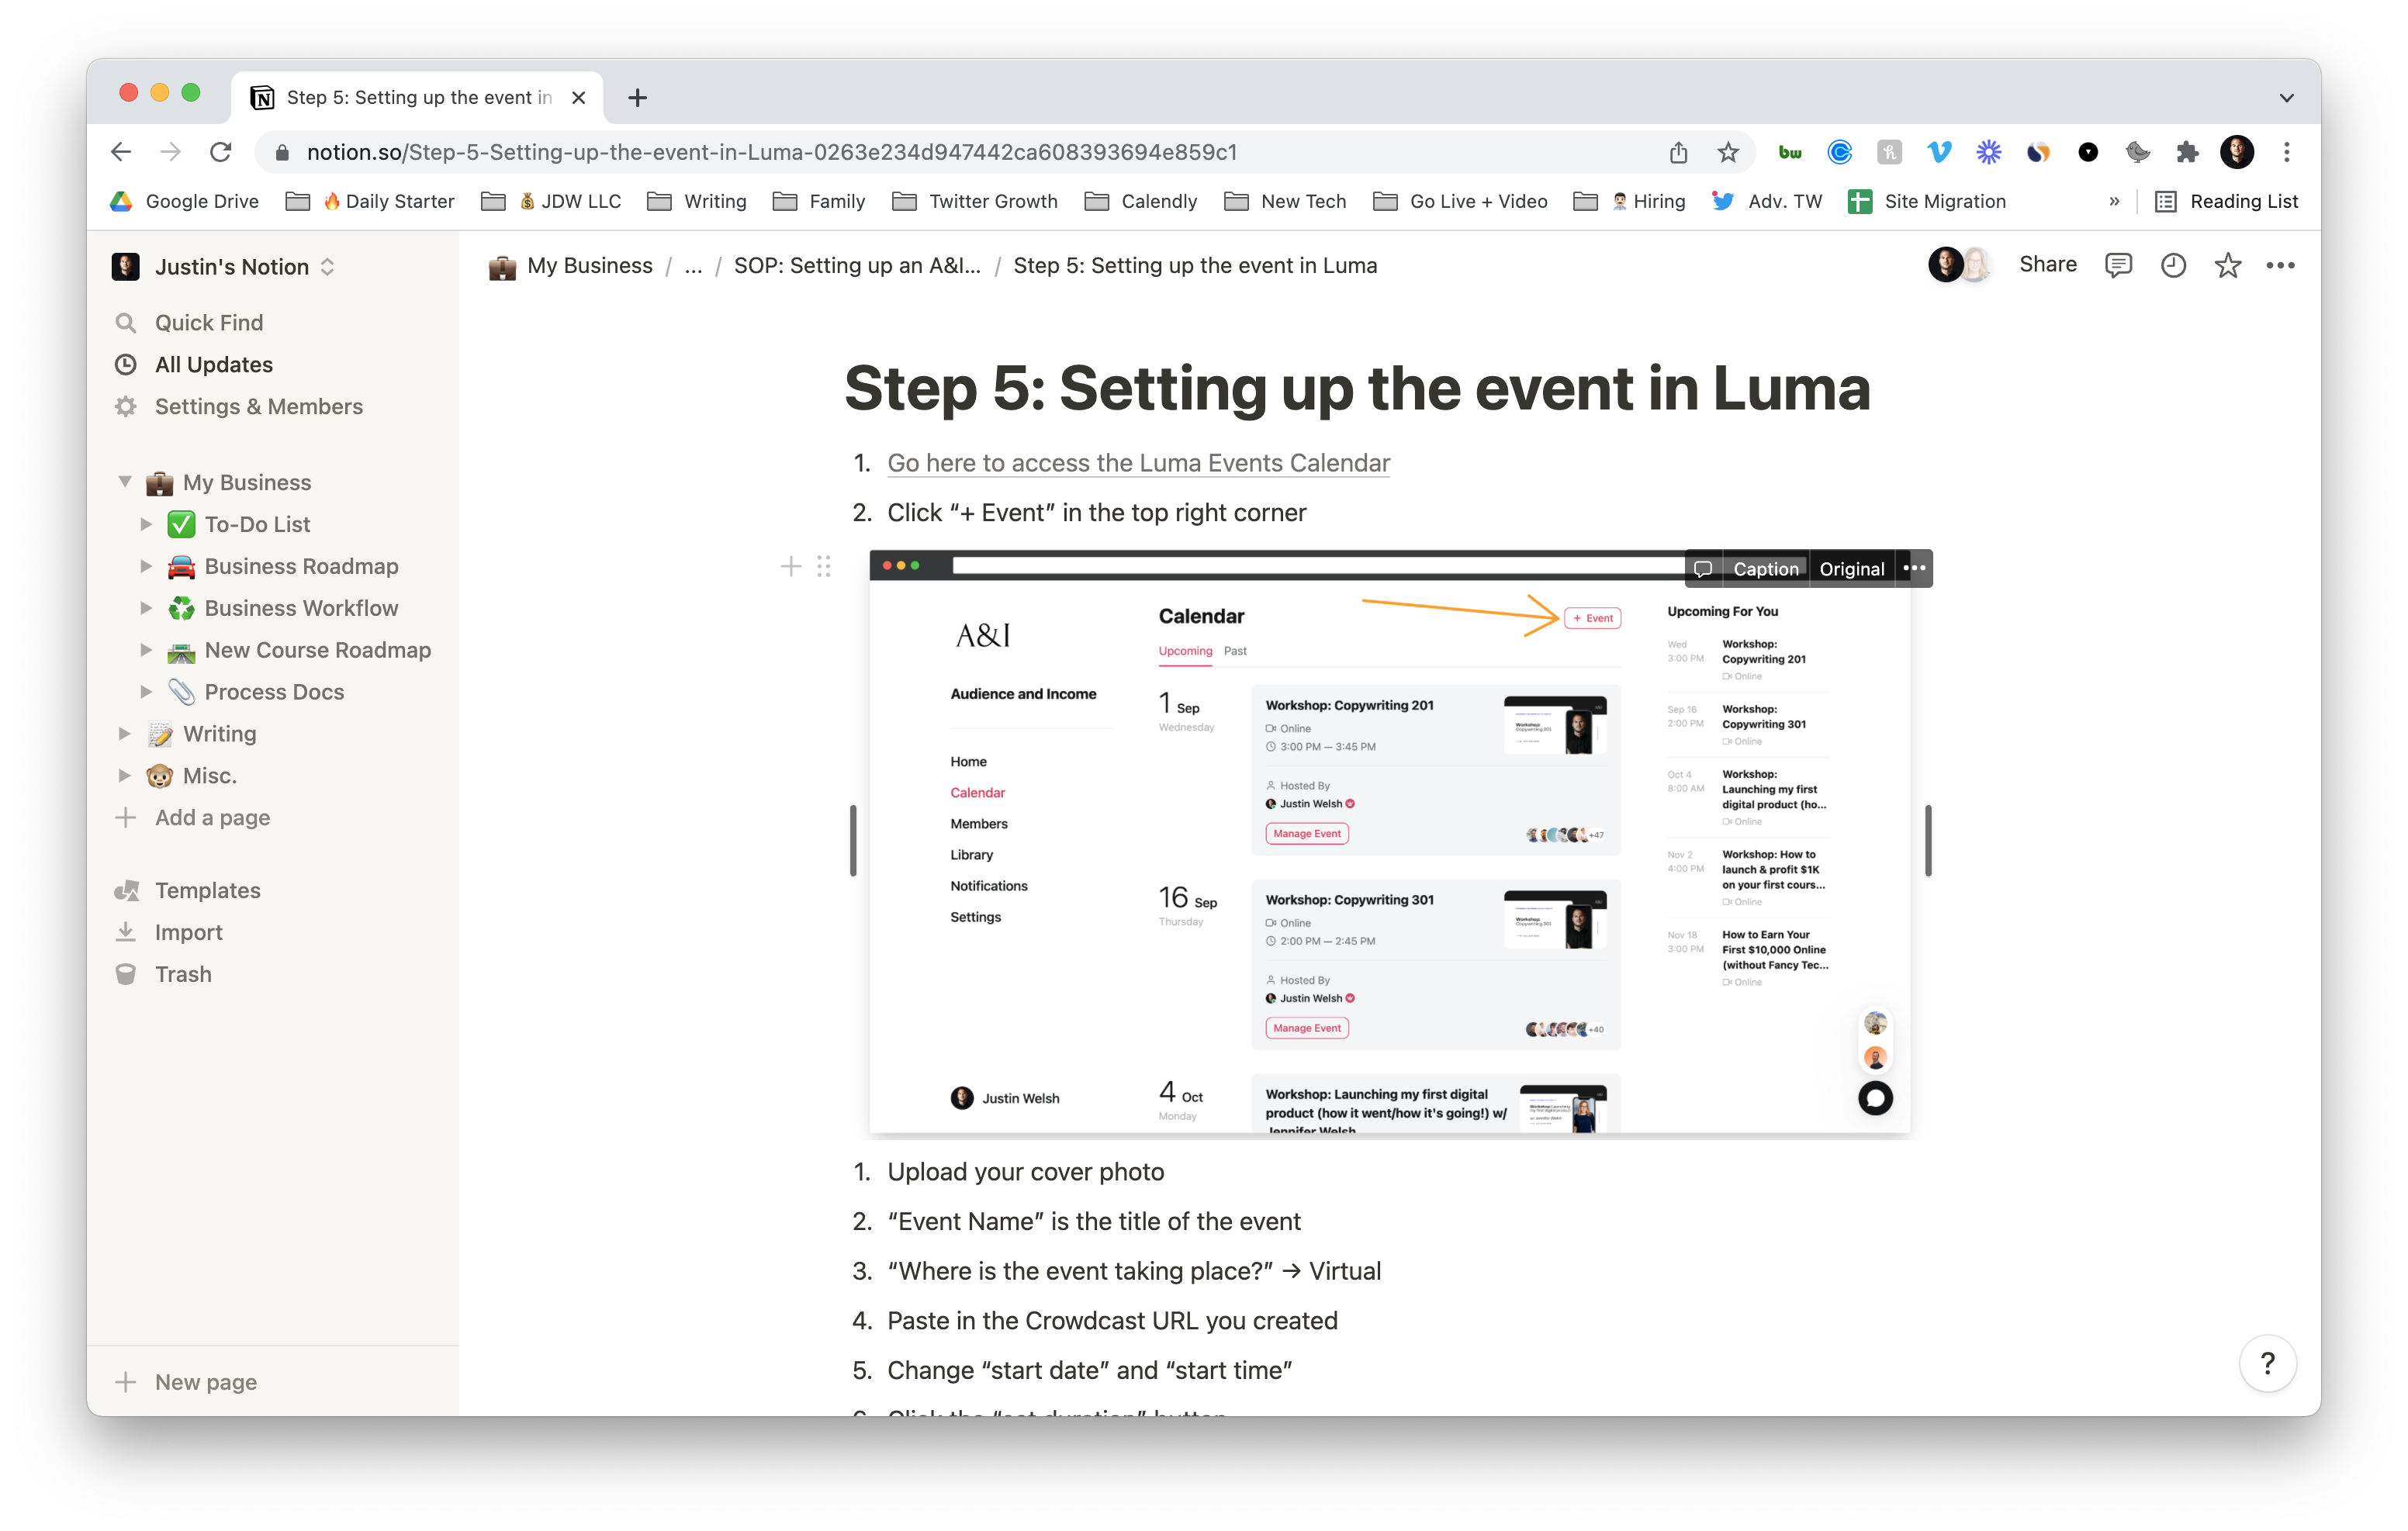 Step 5: Setting up the event in
notion.so/Step-5-Setting-up-the-event-in-Luma-0263e234d947442ca608393694e859c1
bw
Google Drive
Daily Starter
JDW LLC
Writing
Family
Twitter Growth
Calendly
New Tech
Go Live + Video
Hiring
Adv. TW
Site Migration
»
Reading List
Justin's Notion
Quick Find
All Updates
Settings & Members
My Business
To-Do List
Business Roadmap
Business Workflow
New Course Roadmap
Process Docs
Writing
Misc.
Add a page
Templates
Import
Trash
New page
My Business / ... / SOP: Setting up an A&I... / Step 5: Setting up the event in Luma
Share
Step 5: Setting up the event in Luma
1. Go here to access the Luma Events Calendar
2. Click “+ Event” in the top right corner
Caption
Original
A&I
Audience and Income
Home
Calendar
Members
Library
Notifications
Settings
Justin Welsh
Calendar
+ Event
Upcoming Past
1 Sep
Wednesday
Workshop: Copywriting 201
Online
3:00 PM — 3:45 PM
Hosted By
Justin Welsh
Manage Event
+47
16 Sep
Thursday
Workshop: Copywriting 301
Online
2:00 PM — 2:45 PM
Hosted By
Justin Welsh
Manage Event
+40
4 Oct
Monday
Workshop: Launching my first digital
product (how it went/how it's going!) w/
Jennifer Welsh
Upcoming For You
Wed
3:00 PM
Workshop:
Copywriting 201
Online
Sep 16
2:00 PM
Workshop:
Copywriting 301
Online
Oct 4
8:00 AM
Workshop:
Launching my first
digital product (ho...
Online
Nov 2
4:00 PM
Workshop: How to
launch & profit $1K
on your first cours...
Online
Nov 18
3:00 PM
How to Earn Your
First $10,000 Online
(without Fancy Tec...
Online
1. Upload your cover photo
2. “Event Name” is the title of the event
3. “Where is the event taking place?” → Virtual
4. Paste in the Crowdcast URL you created
5. Change “start date” and “start time”
6. Click the “set duration” button
?